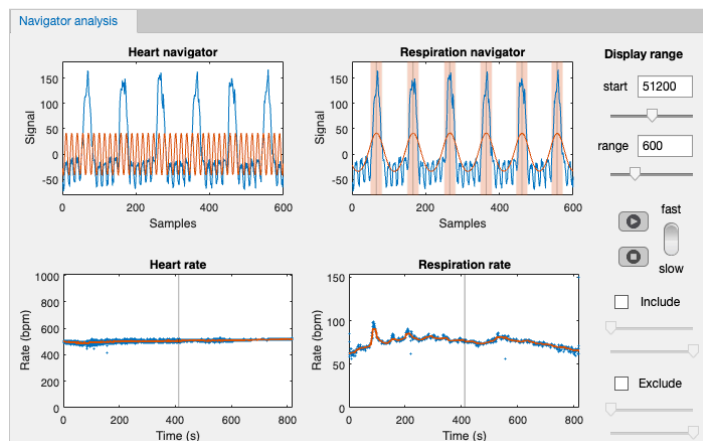 Navigator analysis
Heart navigator
Signal
150
100
50
0
-50
0
200
400
600
Samples
Respiration navigator
Signal
150
100
50
0
-50
0
200
400
600
Samples
Display range
start
51200
range
600
fast
slow
Heart rate
Rate (bpm)
1000
800
600
400
200
0
0
200
400
600
800
Time (s)
Respiration rate
Rate (bpm)
150
100
50
0
0
200
400
600
800
Time (s)
Include
Exclude